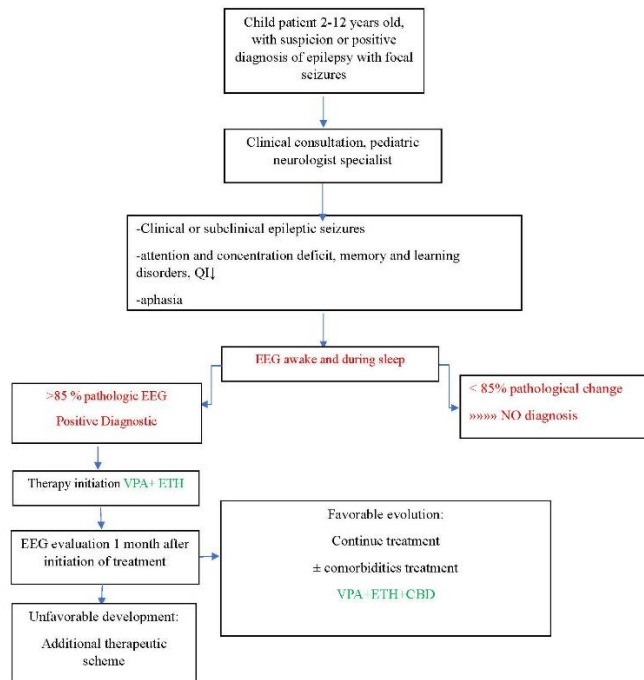 Child patient 2-12 years old,
with suspicion or positive
diagnosis of epilepsy with focal
seizures
Clinical consultation, pediatric
neurologist specialist
-Clinical or subclinical epileptic seizures
-attention and concentration deficit, memory and learning
disorders, QI↓
-aphasia
EEG awake and during sleep
>85 % pathologic EEG
Positive Diagnostic
< 85% pathological change
»»»» NO diagnosis
Therapy initiation VPA+ ETH
EEG evaluation 1 month after
initiation of treatment
Favorable evolution:
Continue treatment
± comorbidities treatment
VPA+ETH+CBD
Unfavorable development:
Additional therapeutic
scheme